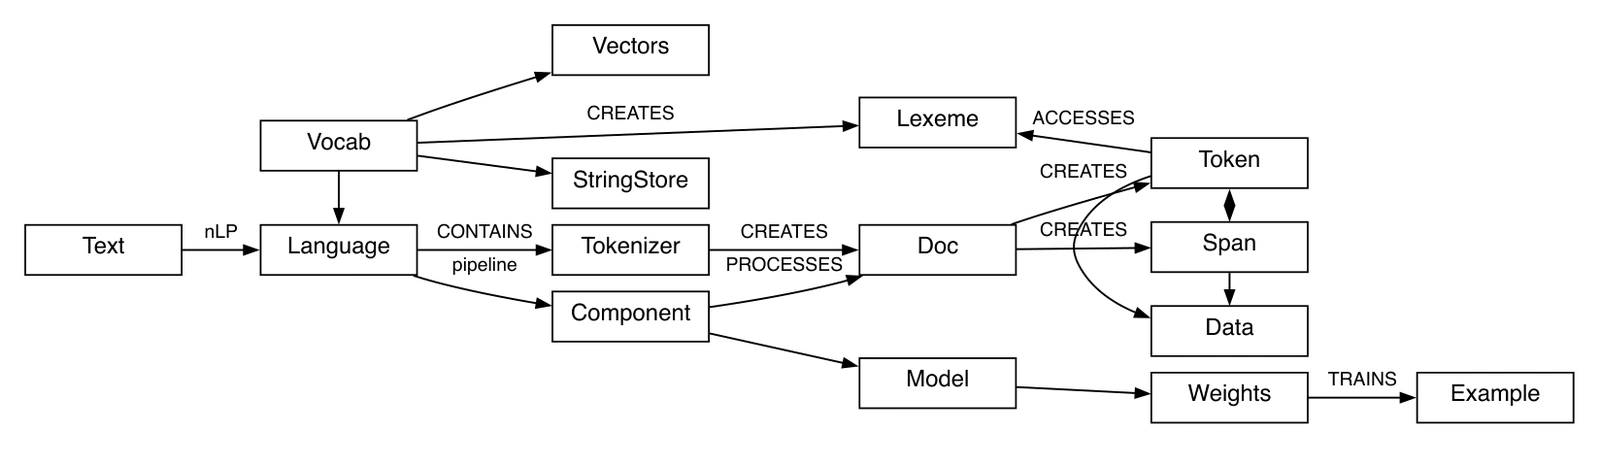 Vectors
CREATES
Lexeme
ACCESSES
Vocab
Token
StringStore
CREATES
Text
nLP
Language
CONTAINS
pipeline
Tokenizer
CREATES
PROCESSES
Doc
CREATES
Span
Component
Data
Model
Weights
TRAINS
Example